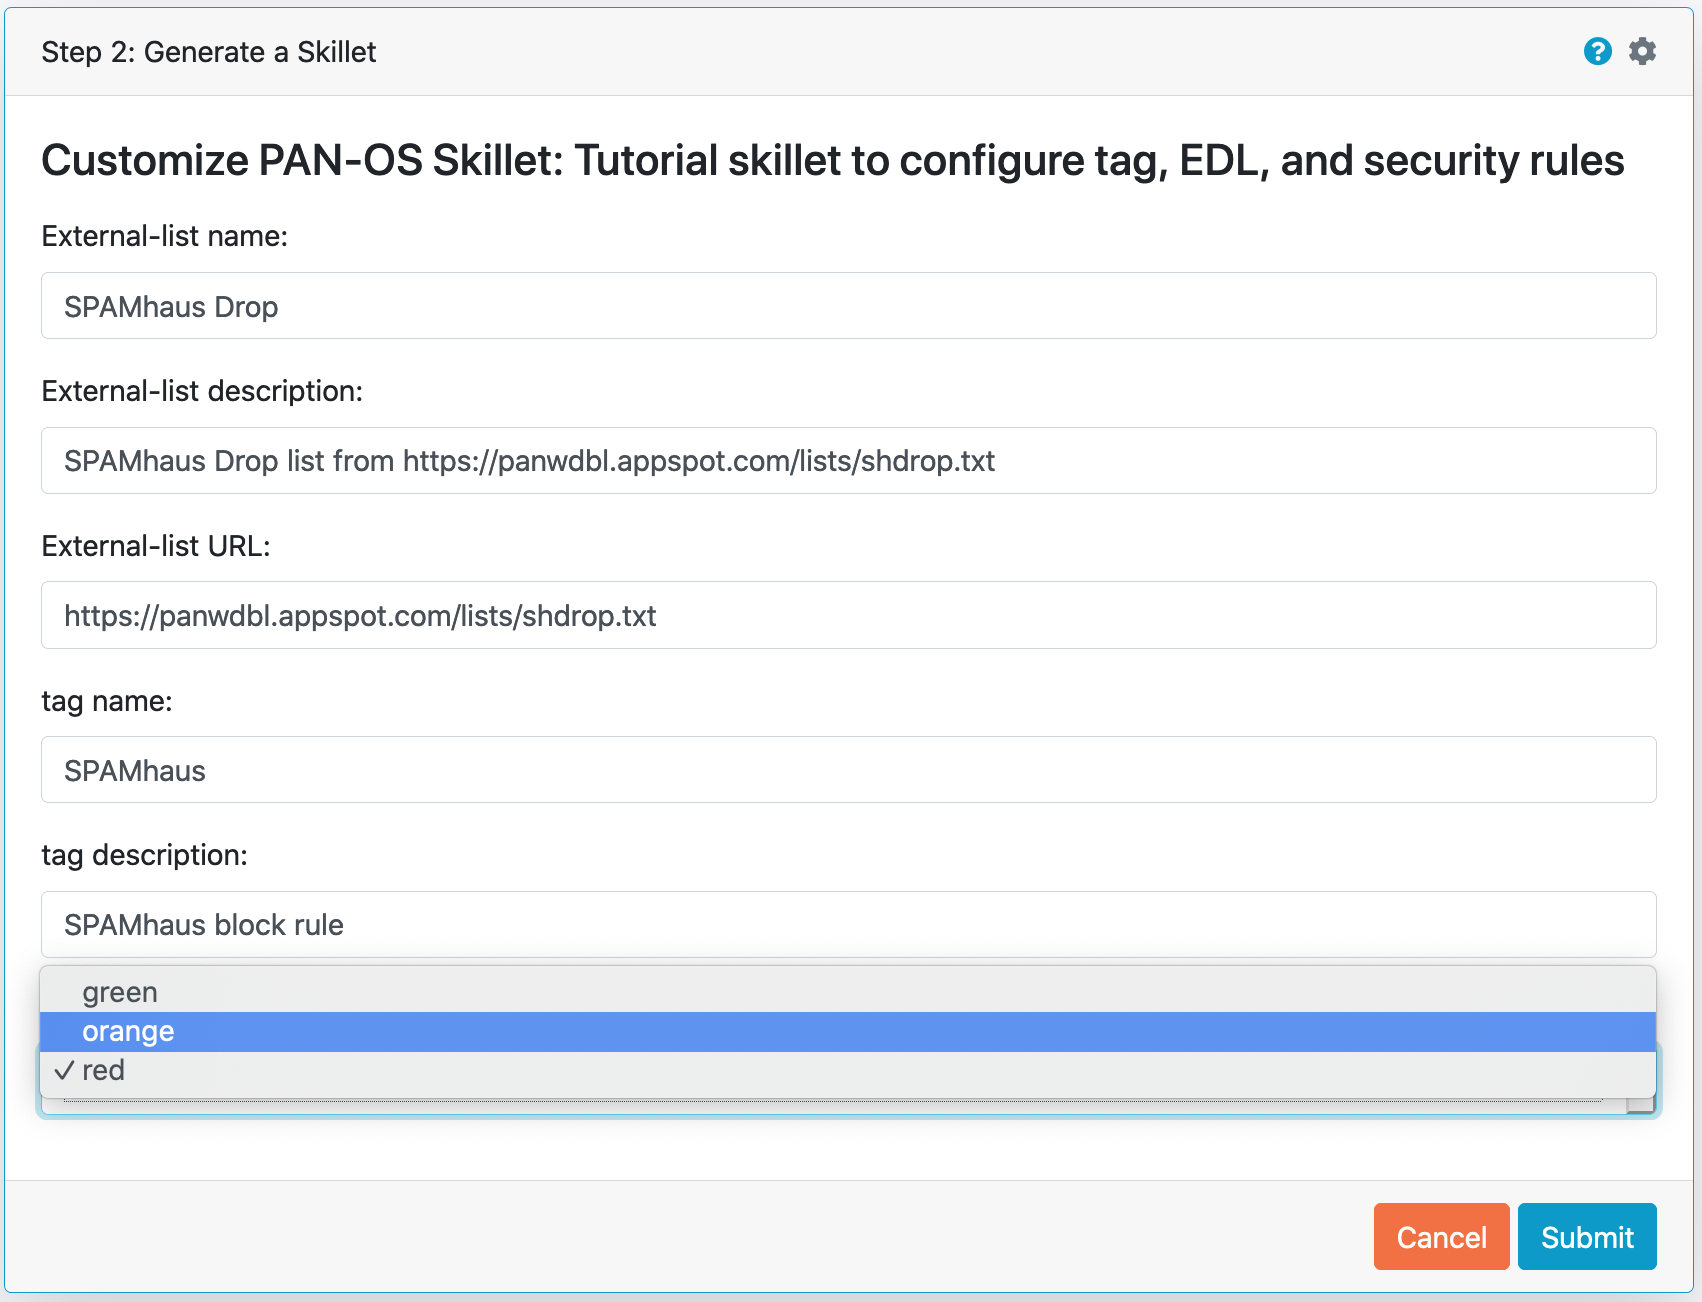 Step 2: Generate a Skillet
Customize PAN-OS Skillet: Tutorial skillet to configure tag, EDL, and security rules
External-list name:
SPAMhaus Drop
External-list description:
SPAMhaus Drop list from https://panwdbl.appspot.com/lists/shdrop.txt
External-list URL:
https://panwdbl.appspot.com/lists/shdrop.txt
tag name:
SPAMhaus
tag description:
SPAMhaus block rule
green
orange
✓ red
Cancel
Submit